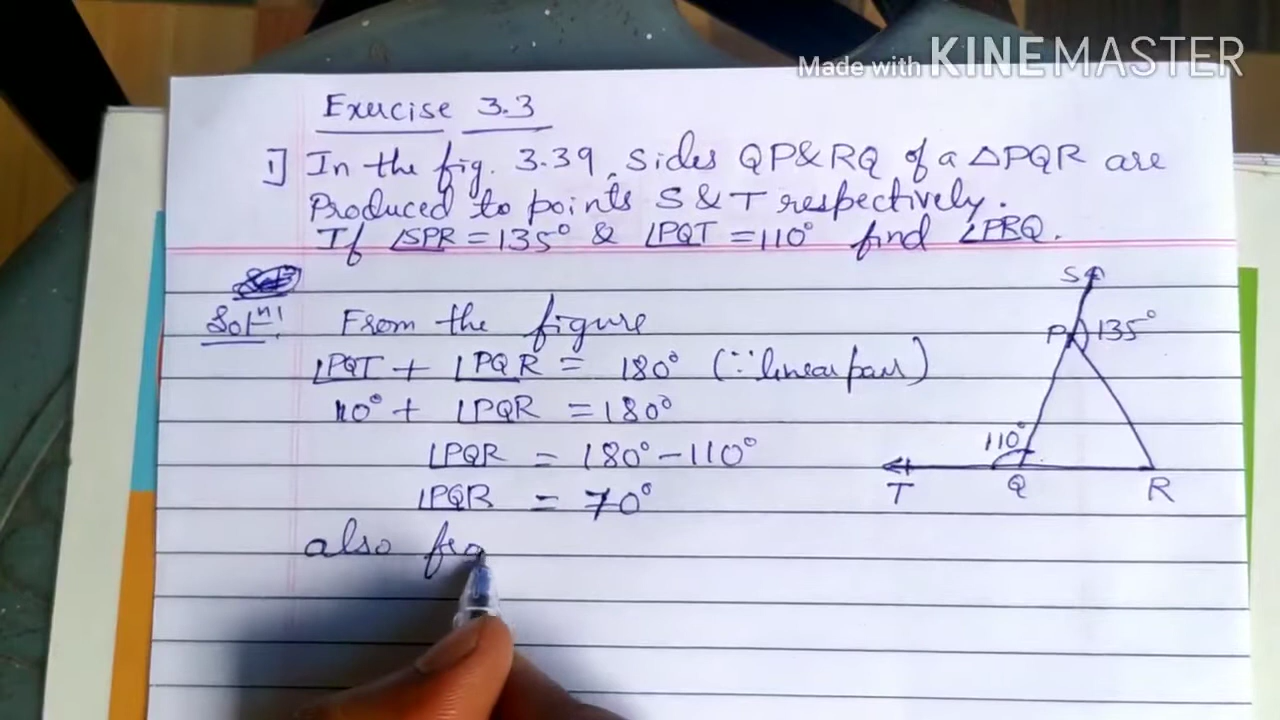 Made with KINEMASTER
Exercise 3.3
1] In the fig. 3.39, Sides QP & RQ of a △PQR are
Produced to points S & T respectively.
If ∠SPR = 135° & ∠PQT = 110° find ∠PRQ.
Solⁿ! From the figure
∠PQT + ∠PQR = 180° (∵ linear pair)
110° + ∠PQR = 180°
∠PQR = 180° – 110°
∠PQR = 70°
also fro
S
P 135°
110°
T Q R